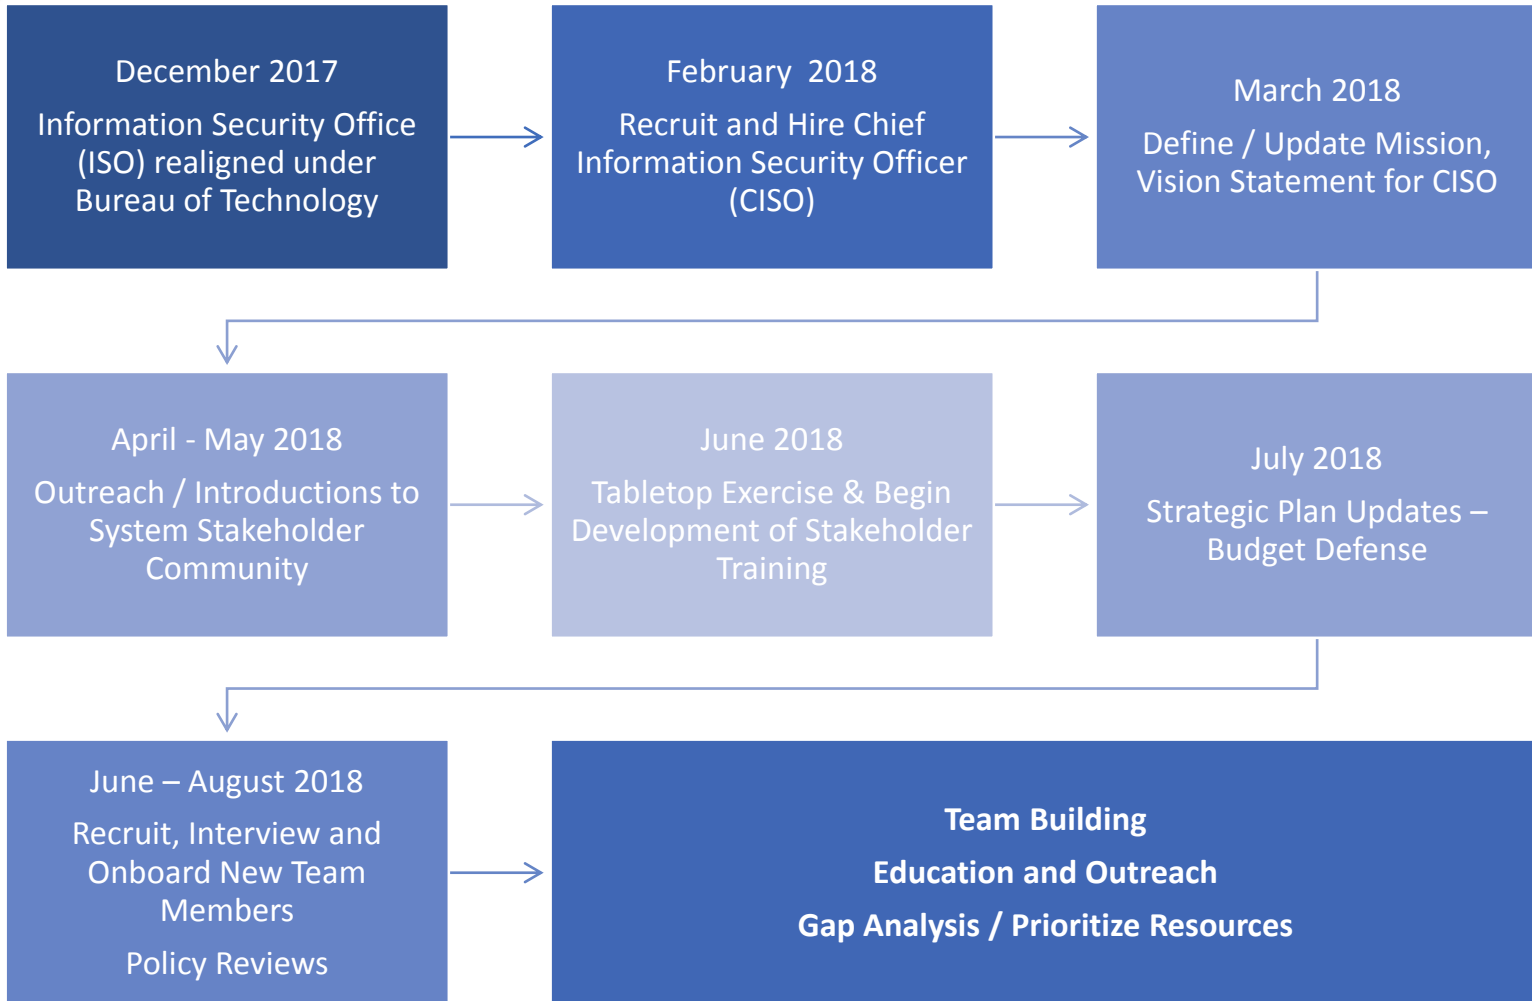 December 2017
Information Security Office
(ISO) realigned under
Bureau of Technology
February  2018
Recruit and Hire Chief
Information Security Officer
(CISO)
March 2018
Define / Update Mission,
Vision Statement for CISO
April - May 2018
Outreach / Introductions to
System Stakeholder
Community
June 2018
Tabletop Exercise & Begin
Development of Stakeholder
Training
July 2018
Strategic Plan Updates –
Budget Defense
June – August 2018
Recruit, Interview and
Onboard New Team
Members
Policy Reviews
Team Building
Education and Outreach
Gap Analysis / Prioritize Resources